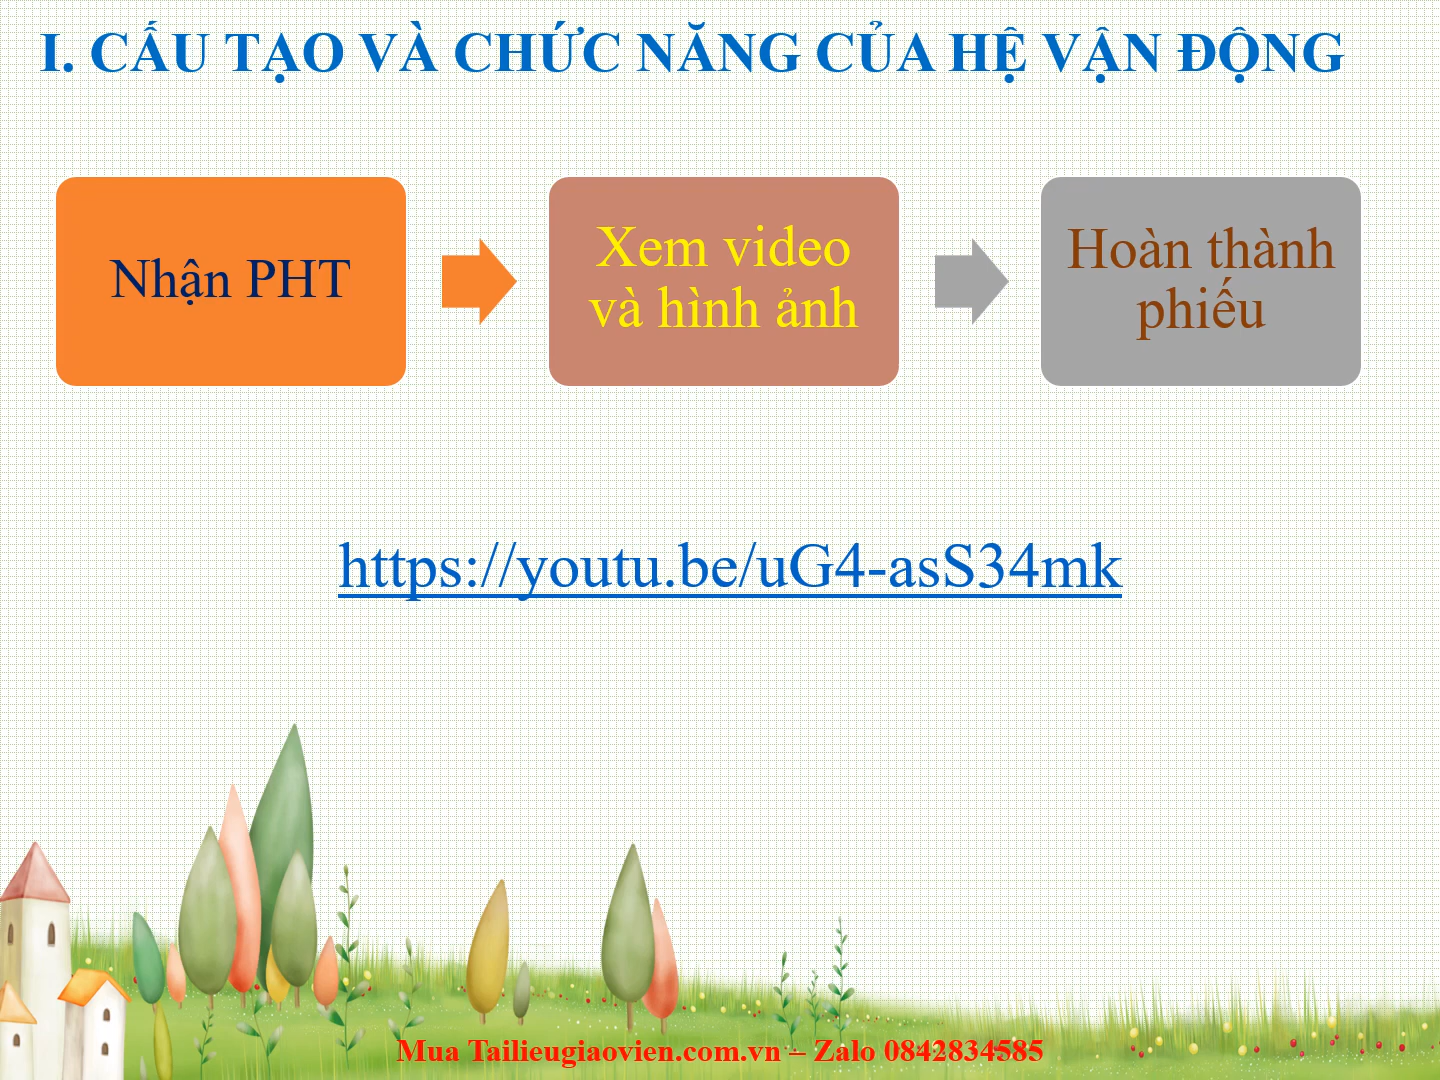 I. CẤU TẠO VÀ CHỨC NĂNG CỦA HỆ VẬN ĐỘNG
Nhận PHT
Xem video
và hình ảnh
Hoàn thành
phiếu
https://youtu.be/uG4-asS34mk
Mua Tailieugiaovien.com.vn – Zalo 0842834585